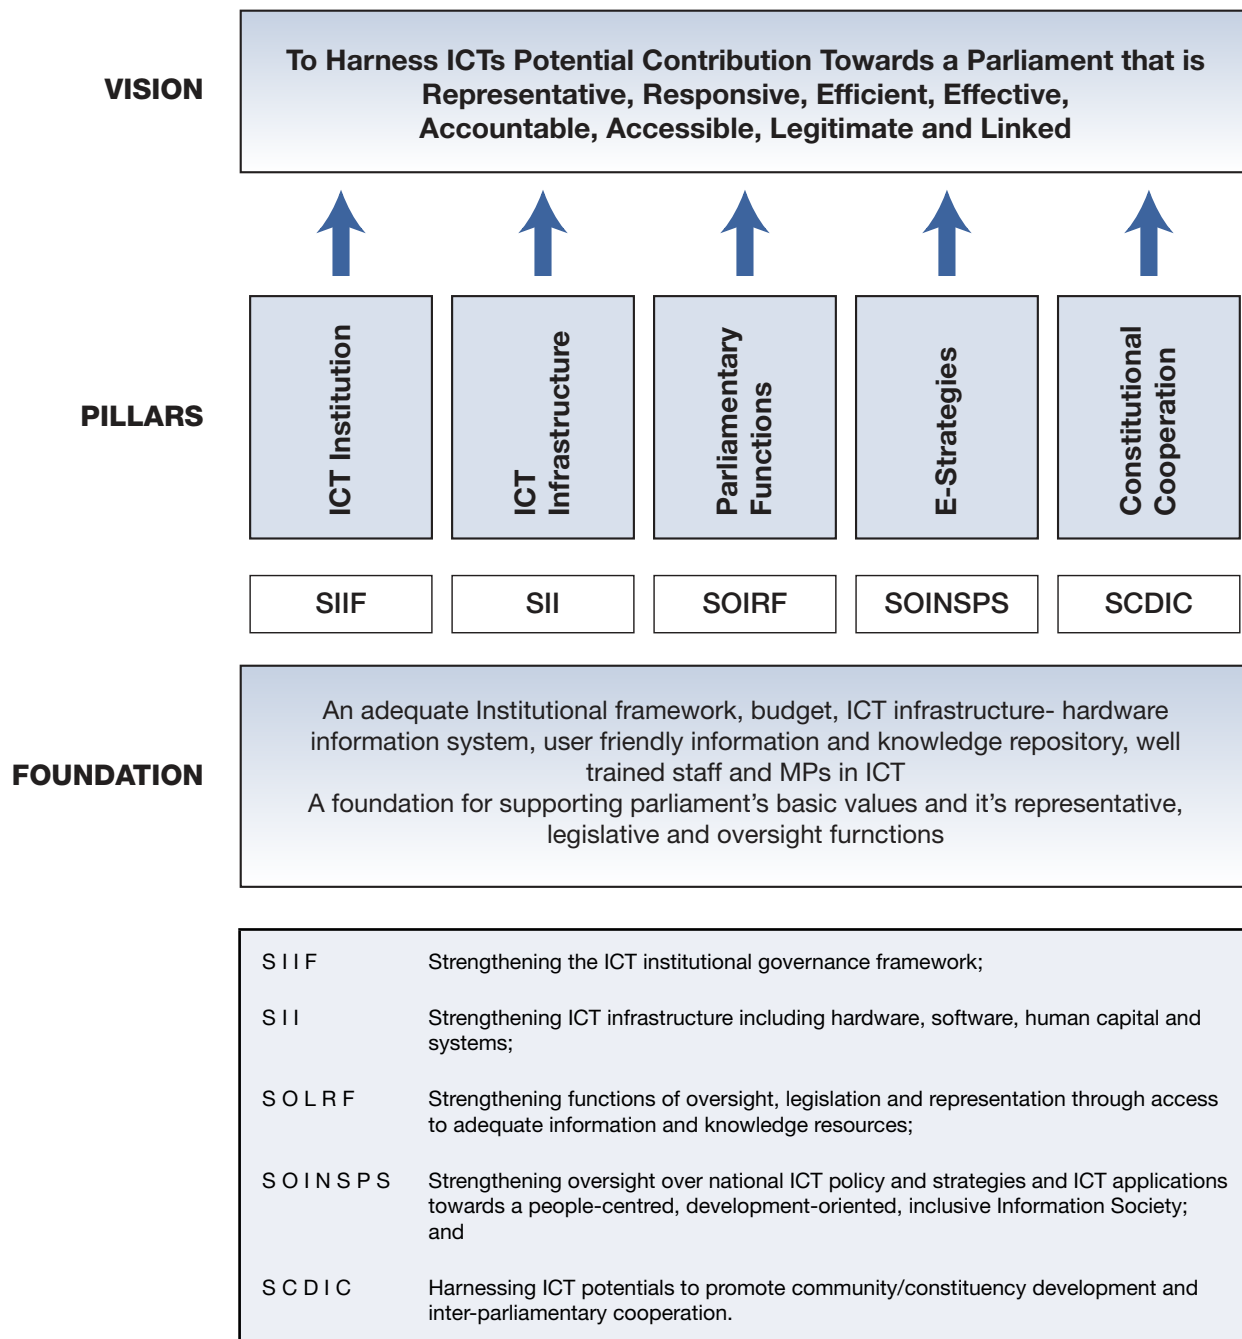 VISION
To Harness ICTs Potential Contribution Towards a Parliament that is
Representative, Responsive, Efficient, Effective,
Accountable, Accessible, Legitimate and Linked
PILLARS
ICT Institution
ICT
Infrastructure
Parliamentary
Functions
E-Strategies
Constitutional
Cooperation
SIIF
SII
SOIRF
SOINSPS
SCDIC
FOUNDATION
An adequate Institutional framework, budget, ICT infrastructure- hardware
information system, user friendly information and knowledge repository, well
trained staff and MPs in ICT
A foundation for supporting parliament's basic values and it's representative,
legislative and oversight furnctions
S I I F Strengthening the ICT institutional governance framework;
S I I Strengthening ICT infrastructure including hardware, software, human capital and
systems;
S O L R F Strengthening functions of oversight, legislation and representation through access
to adequate information and knowledge resources;
S O I N S P S Strengthening oversight over national ICT policy and strategies and ICT applications
towards a people-centred, development-oriented, inclusive Information Society;
and
S C D I C Harnessing ICT potentials to promote community/constituency development and
inter-parliamentary cooperation.